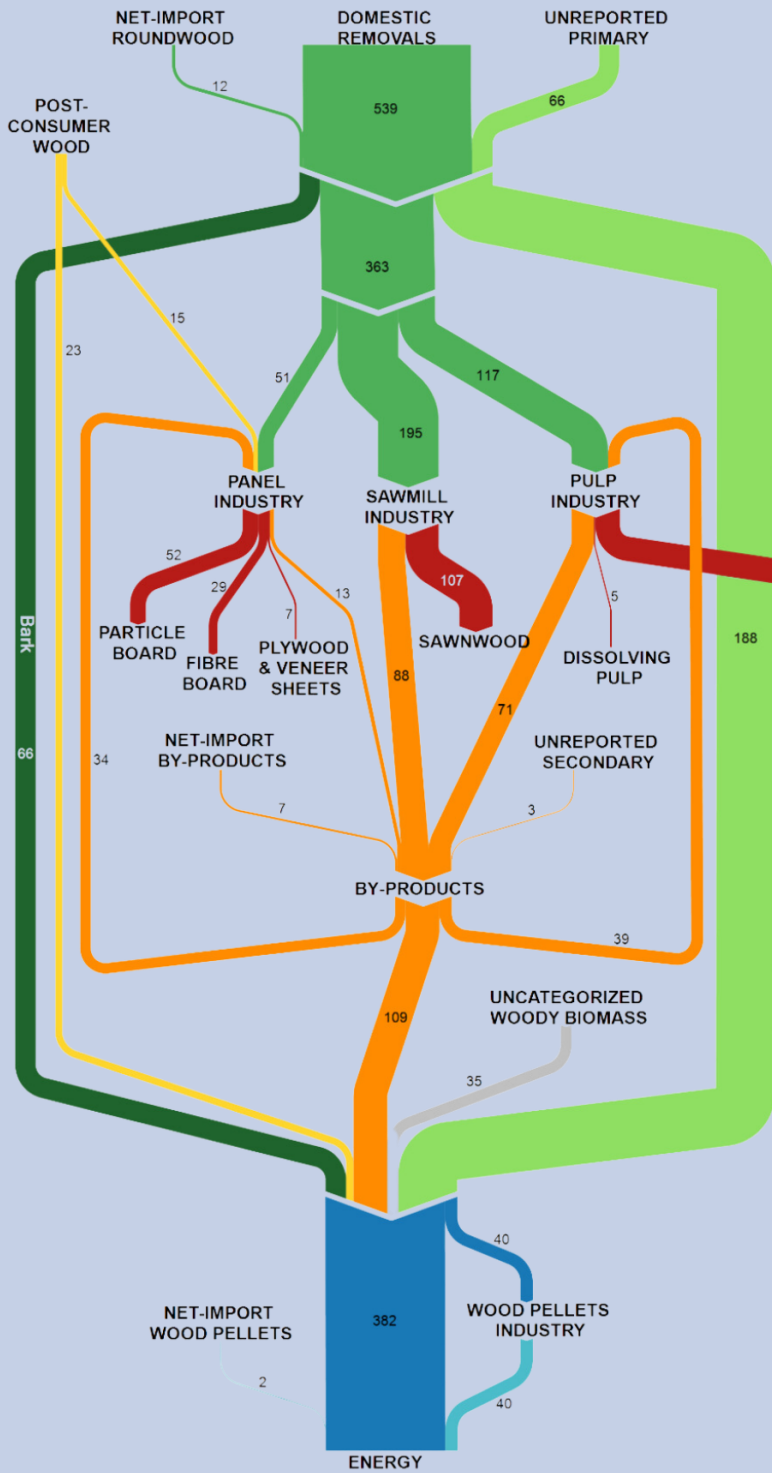 NET-IMPORT
ROUNDWOOD
DOMESTIC
REMOVALS
UNREPORTED
PRIMARY
12
539
66
POST-
CONSUMER
WOOD
363
15
23
51
117
195
PANEL
INDUSTRY
SAWMILL
INDUSTRY
PULP
INDUSTRY
52
29
7
13
107
5
PARTICLE
BOARD
FIBRE
BOARD
PLYWOOD
& VENEER
SHEETS
SAWNWOOD
DISSOLVING
PULP
Bark
188
88
71
66
34
NET-IMPORT
BY-PRODUCTS
UNREPORTED
SECONDARY
7
3
BY-PRODUCTS
39
109
UNCATEGORIZED
WOODY BIOMASS
35
40
NET-IMPORT
WOOD PELLETS
382
WOOD PELLETS
INDUSTRY
2
40
ENERGY